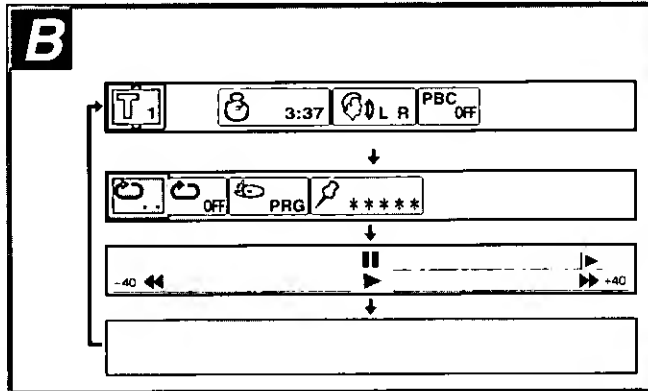 B
T 1 3:37 L R PBC OFF
. . OFF PRG *****
-40 +40